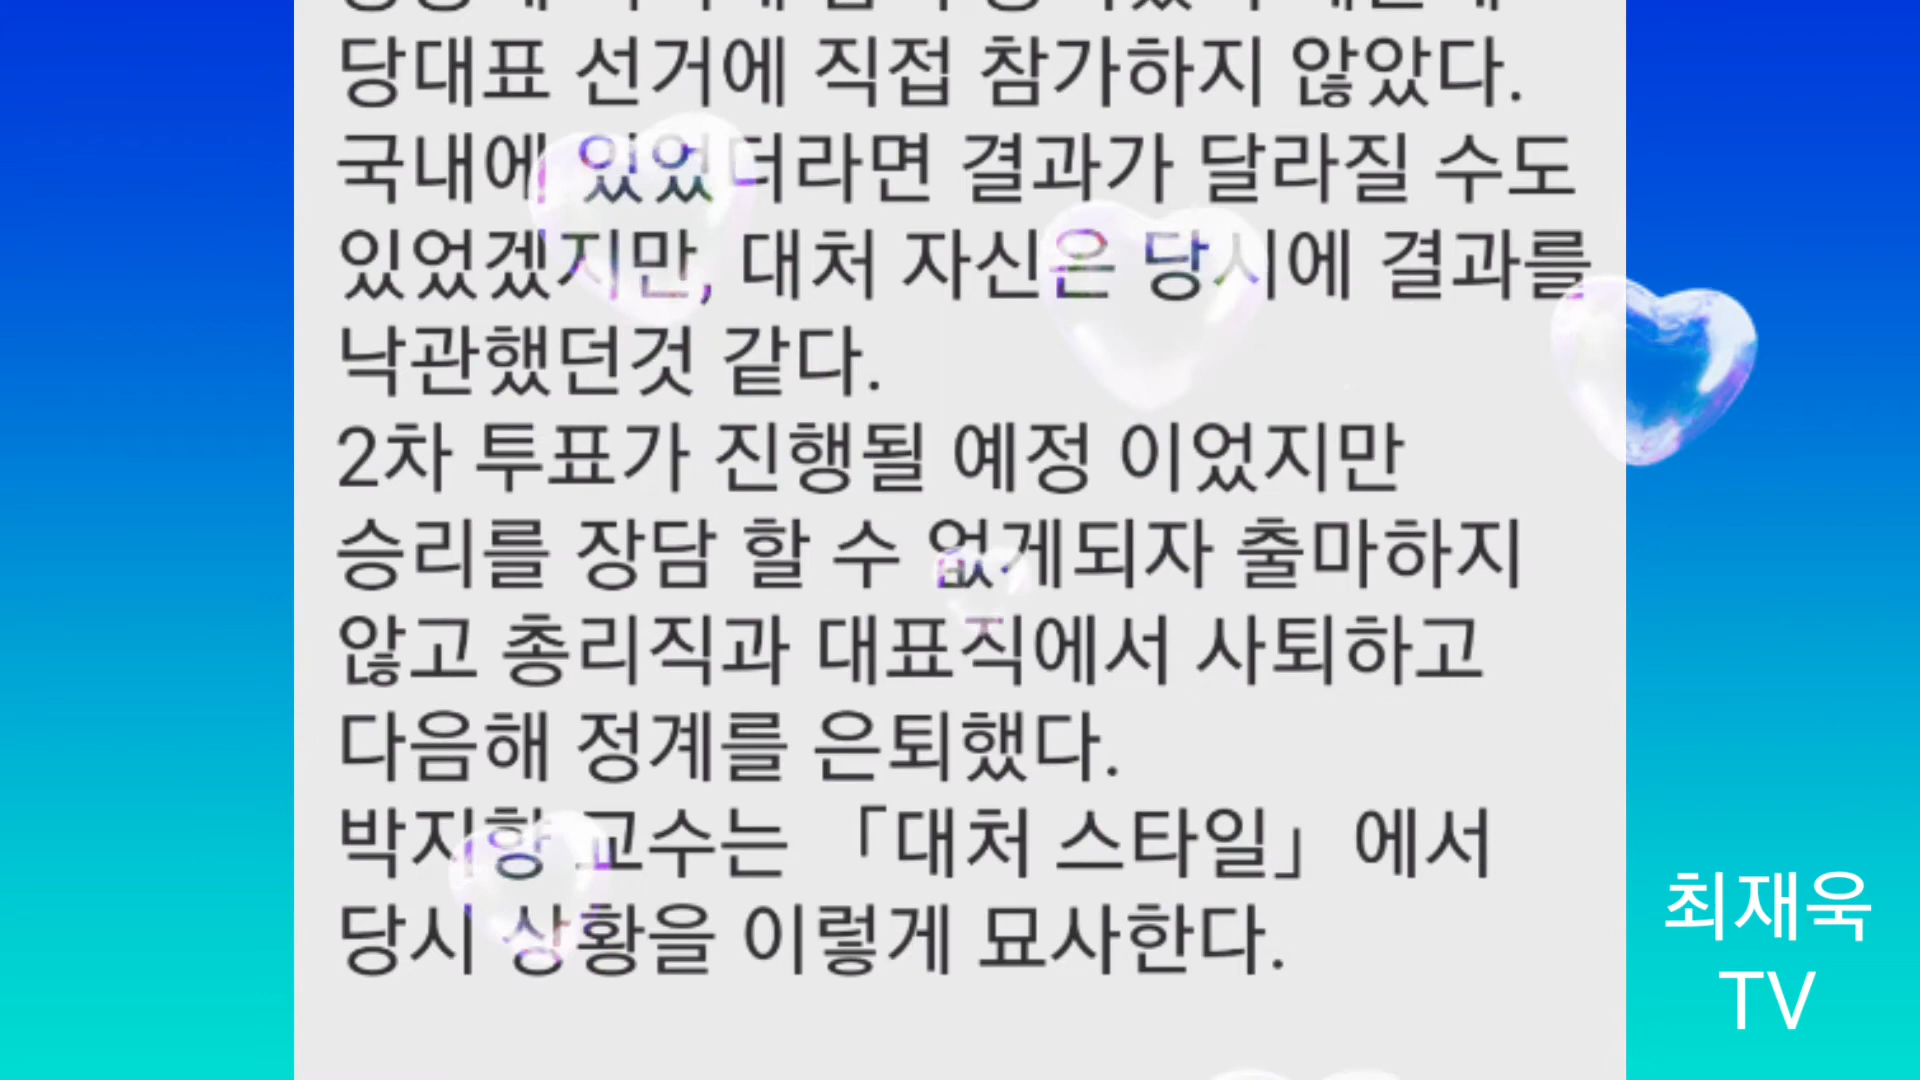 당대표 선거에 직접 참가하지 않았다.
국내에 있었더라면 결과가 달라질 수도
있었겠지만, 대처 자신은 당시에 결과를
낙관했던것 같다.
2차 투표가 진행될 예정 이었지만
승리를 장담 할 수 없게되자 출마하지
않고 총리직과 대표직에서 사퇴하고
다음해 정계를 은퇴했다.
박지향 교수는 「대처 스타일」에서
당시 상황을 이렇게 묘사한다.
최재욱
TV